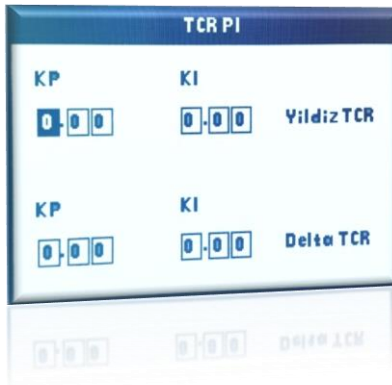 TCR PI
KP KI
0.00 0.00 Yildiz TCR
KP KI
0.00 0.00 Delta TCR